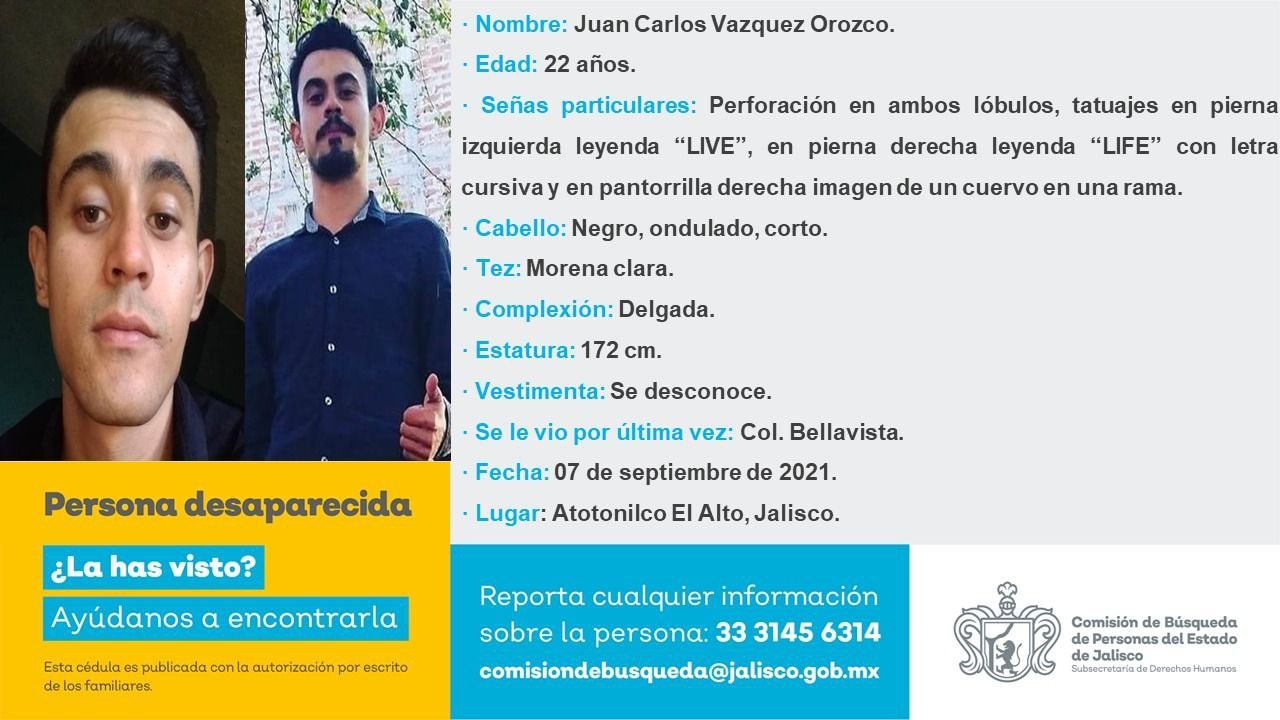 · Nombre: Juan Carlos Vazquez Orozco.
· Edad: 22 años.
· Señas particulares: Perforación en ambos lóbulos, tatuajes en pierna
izquierda leyenda “LIVE”, en pierna derecha leyenda “LIFE” con letra
cursiva y en pantorrilla derecha imagen de un cuervo en una rama.
· Cabello: Negro, ondulado, corto.
· Tez: Morena clara.
· Complexión: Delgada.
· Estatura: 172 cm.
· Vestimenta: Se desconoce.
· Se le vio por última vez: Col. Bellavista.
· Fecha: 07 de septiembre de 2021.
· Lugar: Atotonilco El Alto, Jalisco.
Persona desaparecida
¿La has visto?
Ayúdanos a encontrarla
Esta cédula es publicada con la autorización por escrito
de los familiares.
Reporta cualquier información
sobre la persona: 33 3145 6314
comisiondebusqueda@jalisco.gob.mx
Comisión de Búsqueda
de Personas del Estado
de Jalisco
Subsecretaría de Derechos Humanos